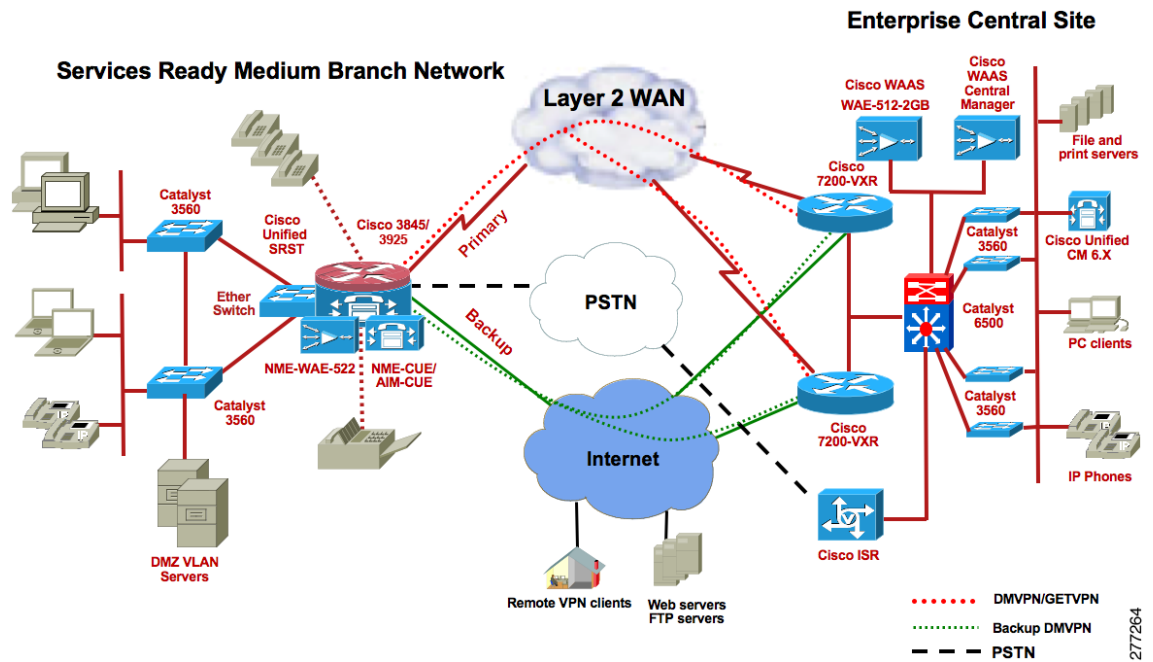 Enterprise Central Site
Services Ready Medium Branch Network
Layer 2 WAN
Cisco WAAS
WAE-512-2GB
Cisco
WAAS
Central
Manager
File and
print servers
Cisco
7200-VXR
Catalyst
3560
Cisco
Unified
SRST
Cisco 3845/
3925
Primary
Catalyst
3560
Cisco Unified
CM 6.X
Ether
Switch
PSTN
Backup
Catalyst
6500
PC clients
NME-WAE-522
NME-CUE/
AIM-CUE
Catalyst
3560
Catalyst
3560
Cisco
7200-VXR
IP
IP
IP
IP Phones
Internet
DMZ VLAN
Servers
Cisco ISR
Remote VPN clients
Web servers
FTP servers
DMVPN/GETVPN
Backup DMVPN
PSTN
277264